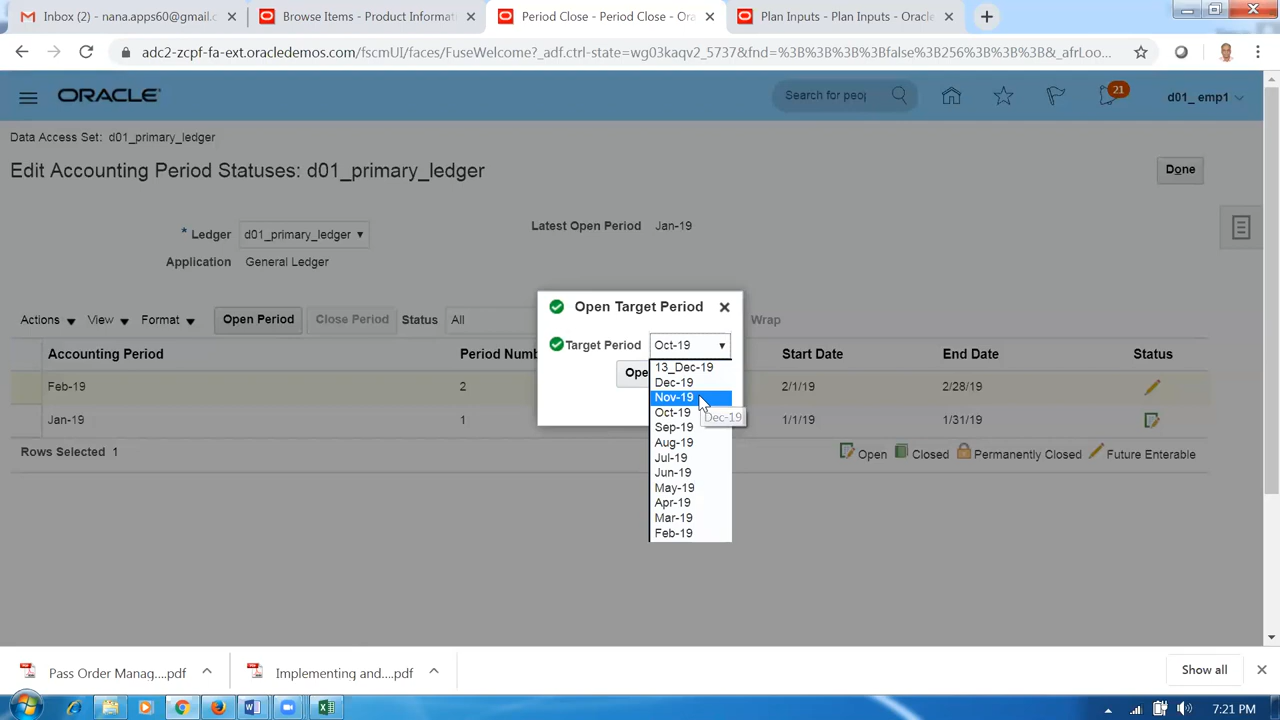 Inbox (2) - nana.apps60@gmail.
Browse Items - Product Informat
Period Close - Period Close - Ora
Plan Inputs - Plan Inputs - Oracl
adc2-zcpf-fa-ext.oracledemos.com/fscmUI/faces/FuseWelcome?_adf.ctrl-state=wg03kaqv2_5737&fnd=%3B%3B%3B%3Bfalse%3B256%3B%3B%3B&_afrLoo...
ORACLE
Search for peop
21
d01_ emp1
Data Access Set: d01_primary_ledger
Edit Accounting Period Statuses: d01_primary_ledger
Done
* Ledger d01_primary_ledger
Latest Open Period Jan-19
Application General Ledger
Open Target Period
Actions View Format Open Period Close Period Status All Wrap
Target Period Oct-19
Accounting Period Period Numb Start Date End Date Status
13_Dec-19
Ope
Dec-19
Feb-19 2 2/1/19 2/28/19
Nov-19
Dec-19
Oct-19
Jan-19 1 1/1/19 1/31/19
Sep-19
Aug-19
Rows Selected 1
Open Closed Permanently Closed Future Enterable
Jul-19
Jun-19
May-19
Apr-19
Mar-19
Feb-19
Pass Order Manag....pdf
Implementing and....pdf
Show all
7:21 PM